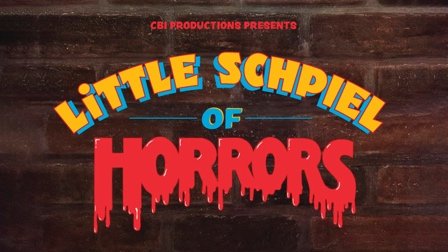 CBI PRODUCTIONS PRESENTS
LiTTLE SCHPIEL
OF
HORRORS